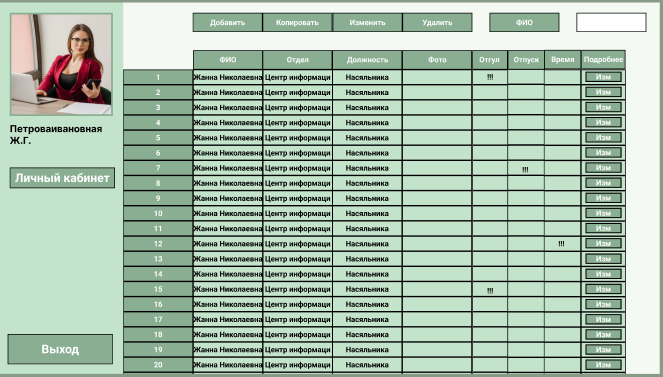 Добавить Копировать Изменить Удалить ФИО
ФИО Отдел Должность Фото Отгул Отпуск Время Подробнее
1 Жанна Николаевна Центр информаци Насяльника !!! Изм
2 Жанна Николаевна Центр информаци Насяльника Изм
3 Жанна Николаевна Центр информаци Насяльника Изм
4 Жанна Николаевна Центр информаци Насяльника Изм
5 Жанна Николаевна Центр информаци Насяльника Изм
6 Жанна Николаевна Центр информаци Насяльника Изм
7 Жанна Николаевна Центр информаци Насяльника !!! Изм
8 Жанна Николаевна Центр информаци Насяльника Изм
9 Жанна Николаевна Центр информаци Насяльника Изм
10 Жанна Николаевна Центр информаци Насяльника Изм
11 Жанна Николаевна Центр информаци Насяльника Изм
12 Жанна Николаевна Центр информаци Насяльника !!! Изм
13 Жанна Николаевна Центр информаци Насяльника Изм
14 Жанна Николаевна Центр информаци Насяльника Изм
15 Жанна Николаевна Центр информаци Насяльника !!! Изм
16 Жанна Николаевна Центр информаци Насяльника Изм
17 Жанна Николаевна Центр информаци Насяльника Изм
18 Жанна Николаевна Центр информаци Насяльника Изм
19 Жанна Николаевна Центр информаци Насяльника Изм
20 Жанна Николаевна Центр информаци Насяльника Изм
Петроваивановная
Ж.Г.
Личный кабинет
Выход